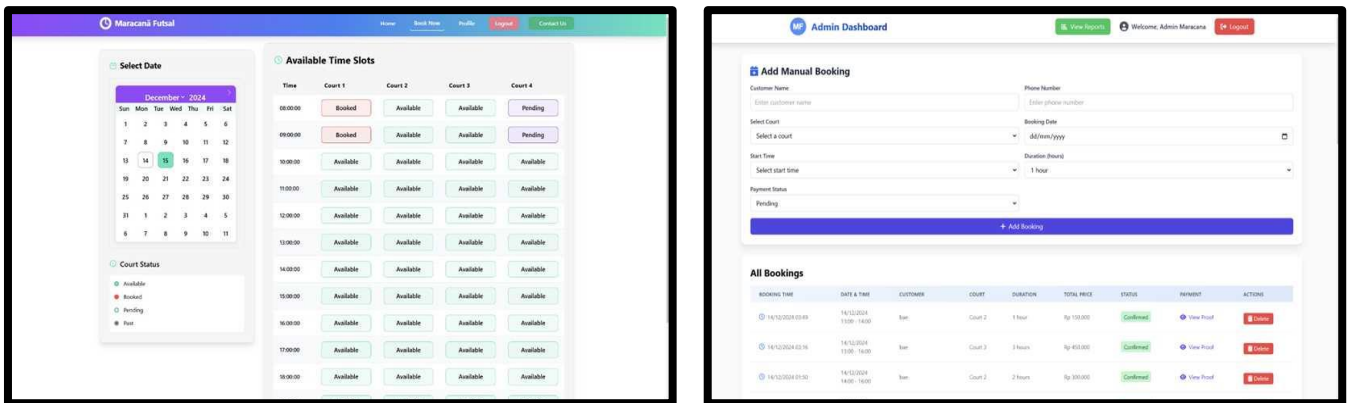 Maracanã Futsal Home Book Now Profile Logout Contact Us
Select Date
December 2024
Sun Mon Tue Wed Thu Fri Sat
1 2 3 4 5 6
7 8 9 10 11 12
13 14 15 16 17 18
19 20 21 22 23 24
25 26 27 28 29 30
31 1 2 3 4 5
6 7 8 9 10 11
Court Status
Available
Booked
Pending
Past
Available Time Slots
Time Court 1 Court 2 Court 3 Court 4
08:00:00 Booked Available Available Pending
09:00:00 Booked Available Available Pending
10:00:00 Available Available Available Available
11:00:00 Available Available Available Available
12:00:00 Available Available Available Available
13:00:00 Available Available Available Available
14:00:00 Available Available Available Available
15:00:00 Available Available Available Available
16:00:00 Available Available Available Available
17:00:00 Available Available Available Available
18:00:00 Available Available Available Available
MF Admin Dashboard View Reports Welcome, Admin Maracana Logout
Add Manual Booking
Customer Name Phone Number
Enter customer name Enter phone number
Select Court Booking Date
Select a court dd/mm/yyyy
Start Time Duration (hours)
Select start time 1 hour
Payment Status
Pending
+ Add Booking
All Bookings
BOOKING TIME DATE & TIME CUSTOMER COURT DURATION TOTAL PRICE STATUS PAYMENT ACTIONS
14/12/2024 03:49 14/12/2024 Court 2 1 hour Rp 150.000 Confirmed View Proof Delete
13:00 - 14:00
14/12/2024 03:16 14/12/2024 Court 3 3 hours Rp 450.000 Confirmed View Proof Delete
13:00 - 16:00
14/12/2024 01:50 14/12/2024 Court 2 2 hours Rp 300.000 Confirmed View Proof Delete
14:00 - 16:00